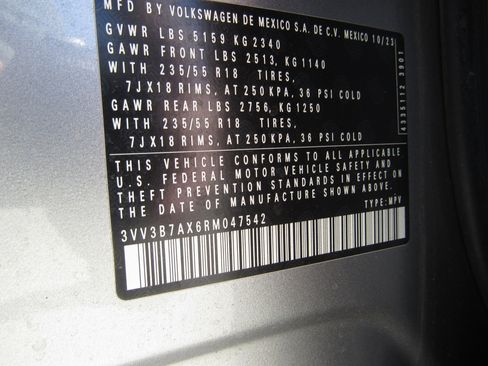 MFD BY VOLKSWAGEN DE MEXICO S.A. DE C.V. MEXICO 10/23
GVWR LBS 5159 KG 2340
GAWR FRONT LBS 2513, KG 1140
WITH 235/55 R18 TIRES,
7JX18 RIMS, AT 250 KPA, 36 PSI COLD
GAWR REAR LBS 2756, KG 1250
WITH 235/55 R18 TIRES,
7JX18 RIMS, AT 250KPA, 36 PSI COLD
THIS VEHICLE CONFORMS TO ALL APPLICABLE
U.S. FEDERAL MOTOR VEHICLE SAFETY AND
THEFT PREVENTION STANDARDS IN EFFECT ON
THE DATE OF MANUFACTURE SHOWN ABOVE.
3VV3B7AX6RM047542 TYPE: MPV
4335112 3901